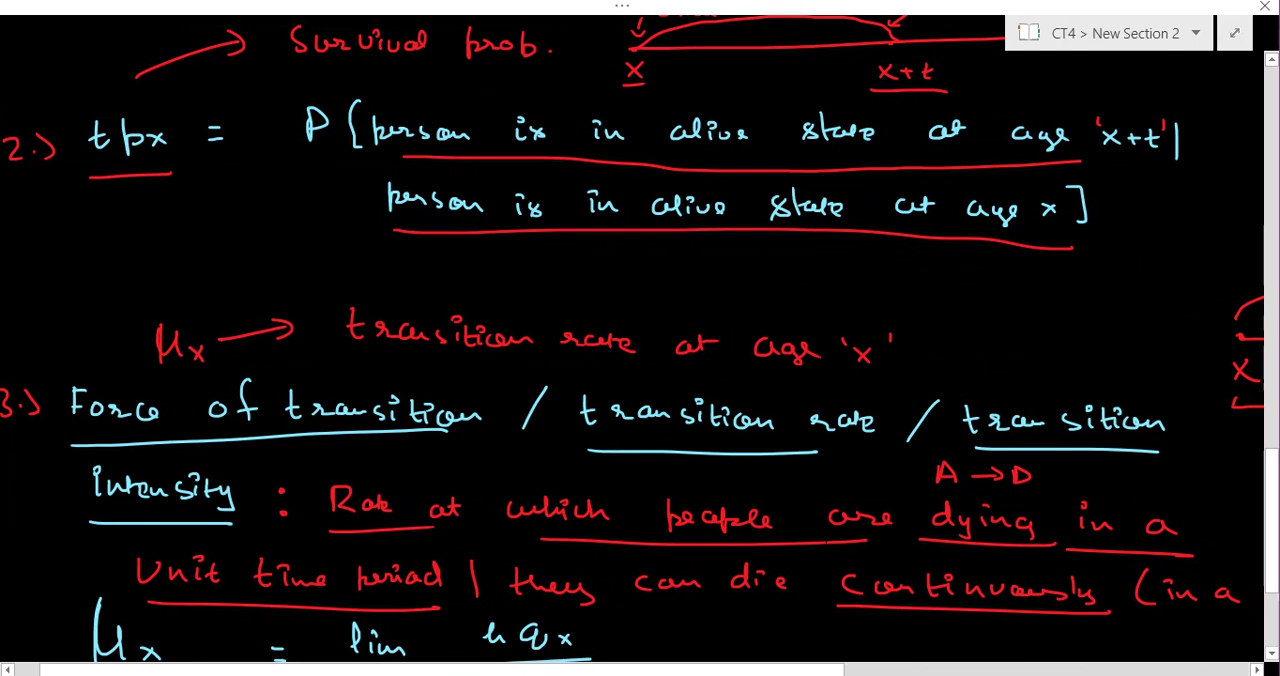 CT4 > New Section 2
Survival prob.
x x+t
2.) tpx = P{person is in alive state at age 'x+t'|
person is in alive state at age x]
μx → transition rate at age 'x'
x
3.) Force of transition / transition rate / transition
A → D
intensity : Rate at which people are dying in a
Unit time period | they can die continuously (in a
μx = lim hqx